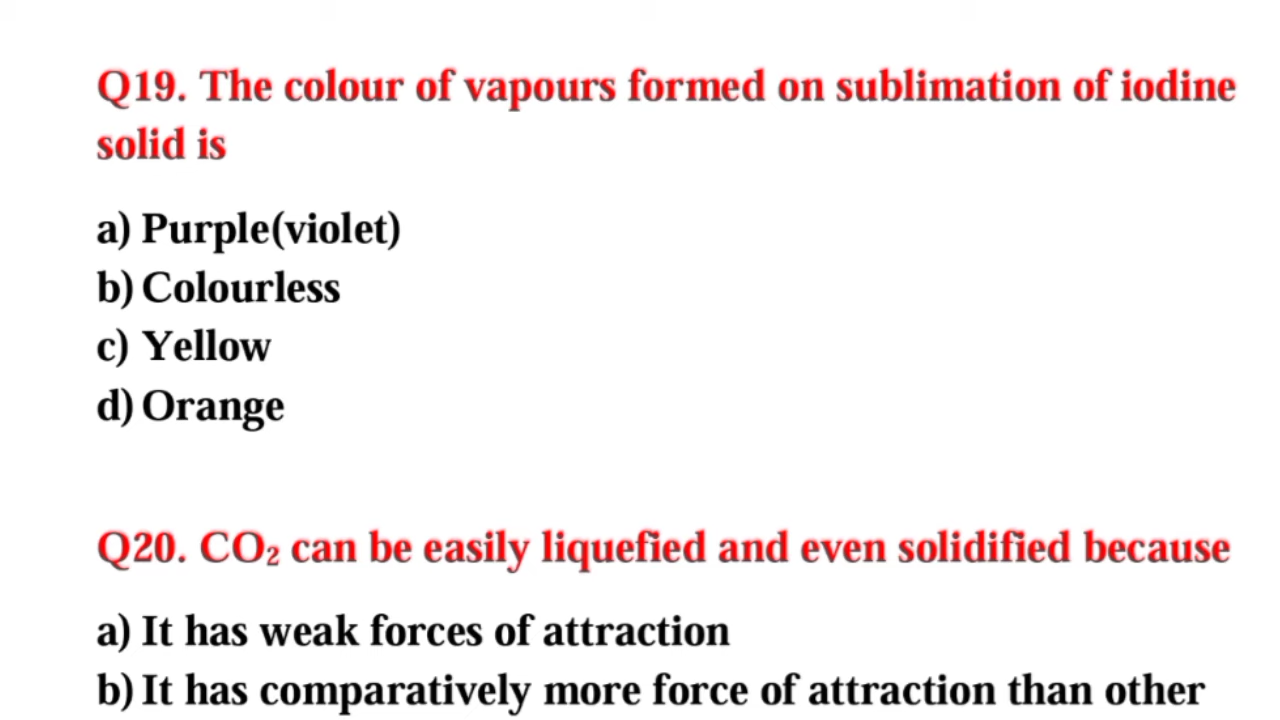 Q19. The colour of vapours formed on sublimation of iodine
solid is
a) Purple(violet)
b) Colourless
c) Yellow
d) Orange
Q20. CO₂ can be easily liquefied and even solidified because
a) It has weak forces of attraction
b) It has comparatively more force of attraction than other